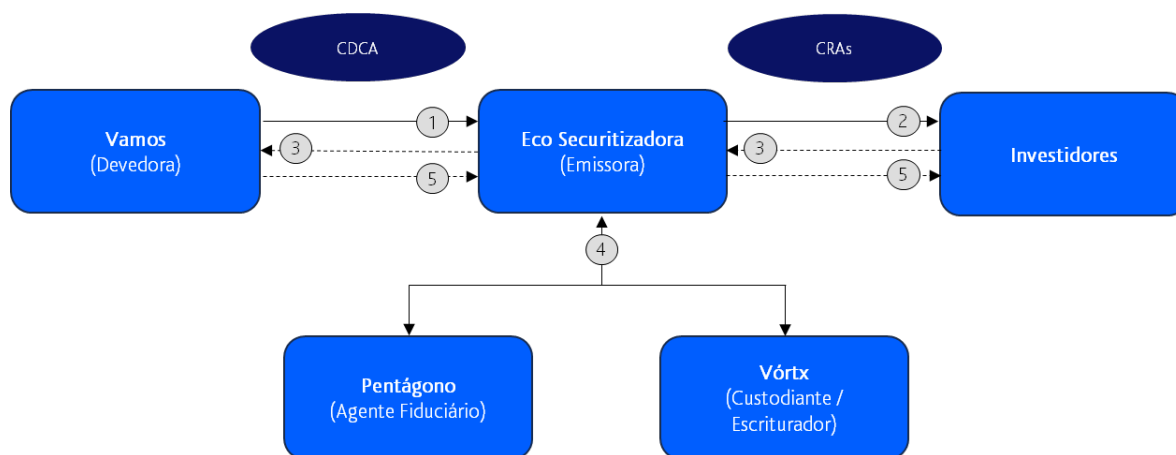 CDCA
CRAs
Vamos
(Devedora)
1
3
5
Eco Securitizadora
(Emissora)
2
3
5
Investidores
4
Pentágono
(Agente Fiduciário)
Vórtx
(Custodiante /
Escriturador)